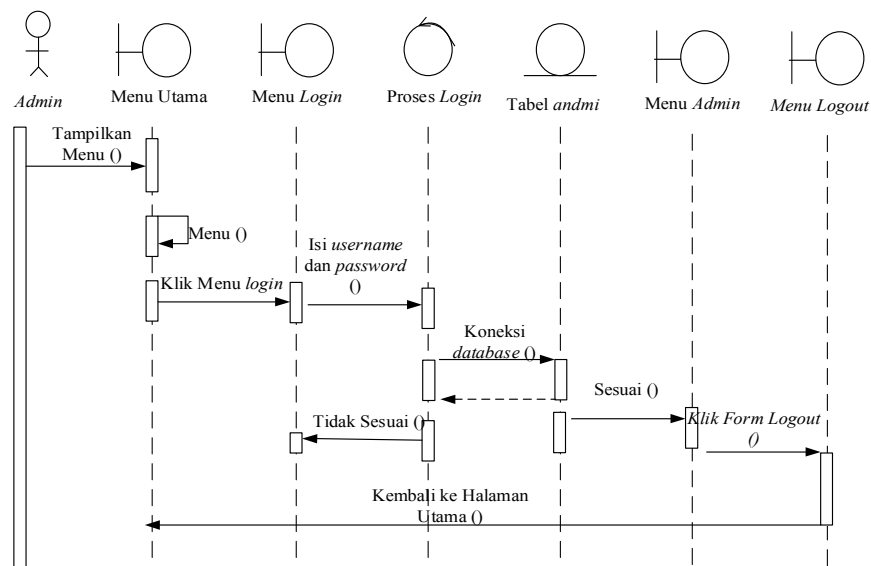 Admin
Menu Utama
Menu Login
Proses Login
Tabel andmi
Menu Admin
Menu Logout
Tampilkan
Menu ()
Menu ()
Klik Menu login
Isi username
dan password
()
Koneksi
database ()
Sesuai ()
Tidak Sesuai ()
Klik Form Logout
()
Kembali ke Halaman
Utama ()